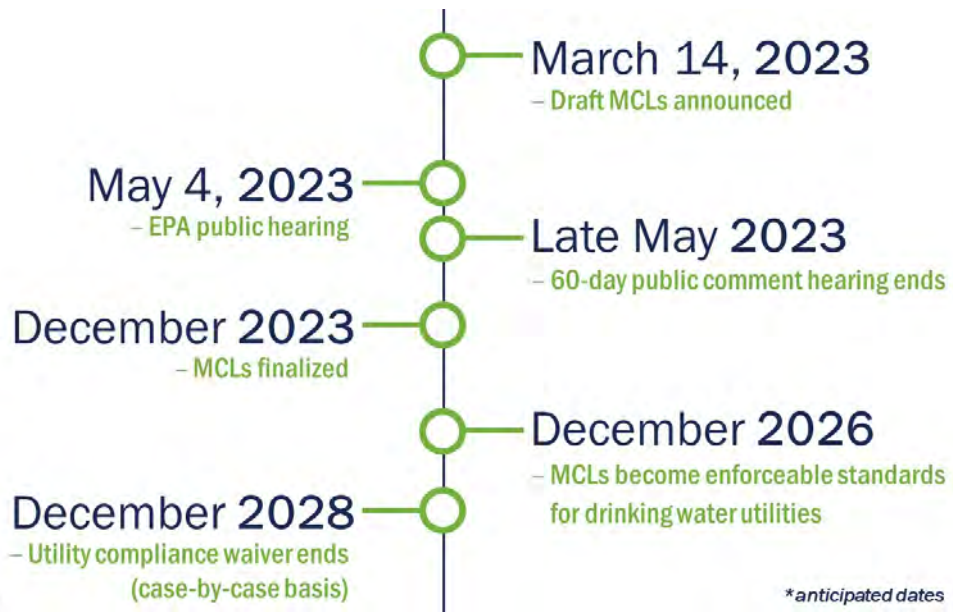 March 14, 2023
– Draft MCLs announced
May 4, 2023
– EPA public hearing
Late May 2023
– 60-day public comment hearing ends
December 2023
– MCLs finalized
December 2026
– MCLs become enforceable standards
for drinking water utilities
December 2028
– Utility compliance waiver ends
(case-by-case basis)
*anticipated dates